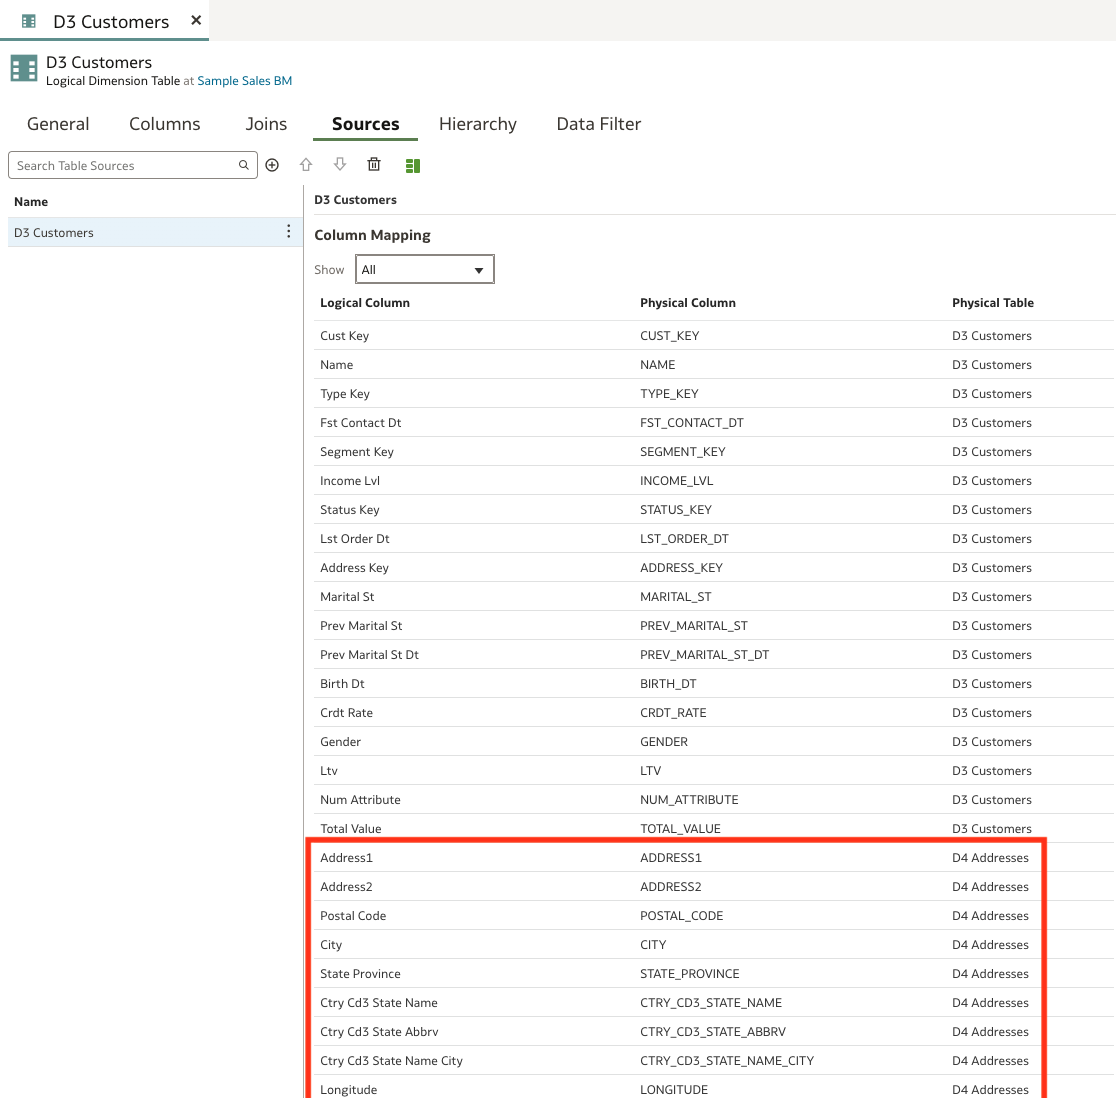 D3 Customers ×
D3 Customers
Logical Dimension Table at Sample Sales BM
General Columns Joins Sources Hierarchy Data Filter
Search Table Sources
Name
D3 Customers
D3 Customers
Column Mapping
Show All
Logical Column Physical Column Physical Table
Cust Key CUST_KEY D3 Customers
Name NAME D3 Customers
Type Key TYPE_KEY D3 Customers
Fst Contact Dt FST_CONTACT_DT D3 Customers
Segment Key SEGMENT_KEY D3 Customers
Income Lvl INCOME_LVL D3 Customers
Status Key STATUS_KEY D3 Customers
Lst Order Dt LST_ORDER_DT D3 Customers
Address Key ADDRESS_KEY D3 Customers
Marital St MARITAL_ST D3 Customers
Prev Marital St PREV_MARITAL_ST D3 Customers
Prev Marital St Dt PREV_MARITAL_ST_DT D3 Customers
Birth Dt BIRTH_DT D3 Customers
Crdt Rate CRDT_RATE D3 Customers
Gender GENDER D3 Customers
Ltv LTV D3 Customers
Num Attribute NUM_ATTRIBUTE D3 Customers
Total Value TOTAL_VALUE D3 Customers
Address1 ADDRESS1 D4 Addresses
Address2 ADDRESS2 D4 Addresses
Postal Code POSTAL_CODE D4 Addresses
City CITY D4 Addresses
State Province STATE_PROVINCE D4 Addresses
Ctry Cd3 State Name CTRY_CD3_STATE_NAME D4 Addresses
Ctry Cd3 State Abbrv CTRY_CD3_STATE_ABBRV D4 Addresses
Ctry Cd3 State Name City CTRY_CD3_STATE_NAME_CITY D4 Addresses
Longitude LONGITUDE D4 Addresses